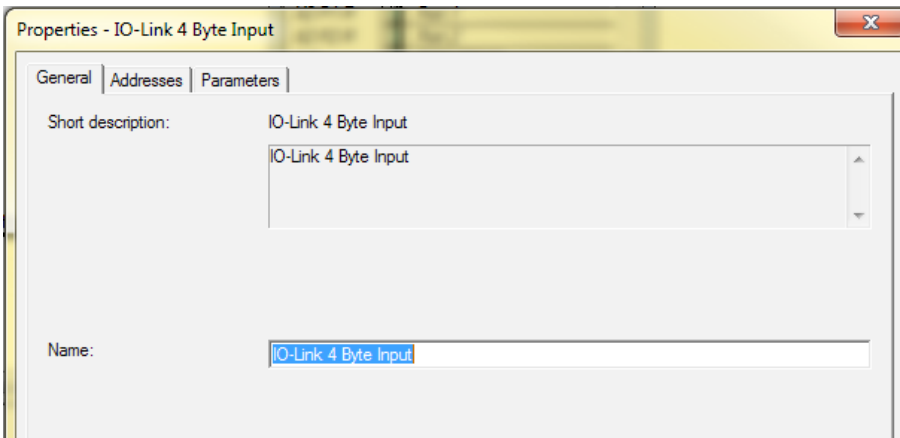 Properties - IO-Link 4 Byte Input
General Addresses Parameters
Short description: IO-Link 4 Byte Input
IO-Link 4 Byte Input
Name: IO-Link 4 Byte Input